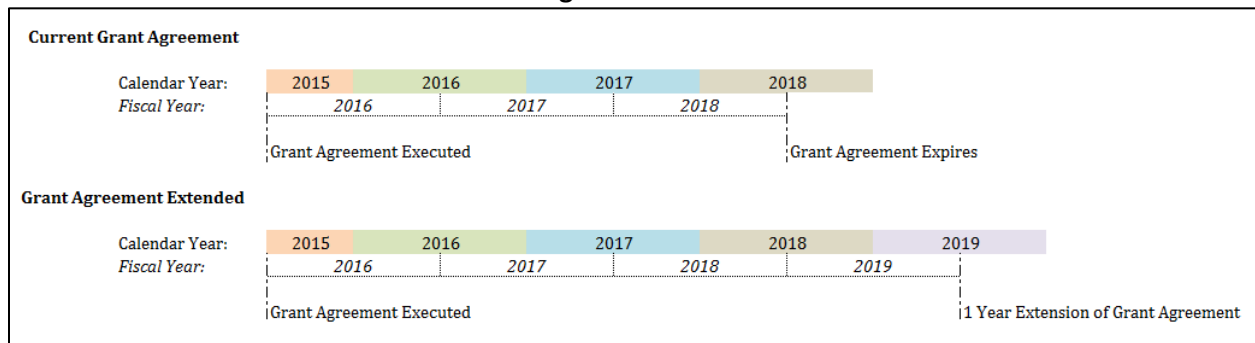 Current Grant Agreement
Calendar Year: 2015 2016 2017 2018
Fiscal Year: 2016 2017 2018
Grant Agreement Executed Grant Agreement Expires
Grant Agreement Extended
Calendar Year: 2015 2016 2017 2018 2019
Fiscal Year: 2016 2017 2018 2019
Grant Agreement Executed 1 Year Extension of Grant Agreement